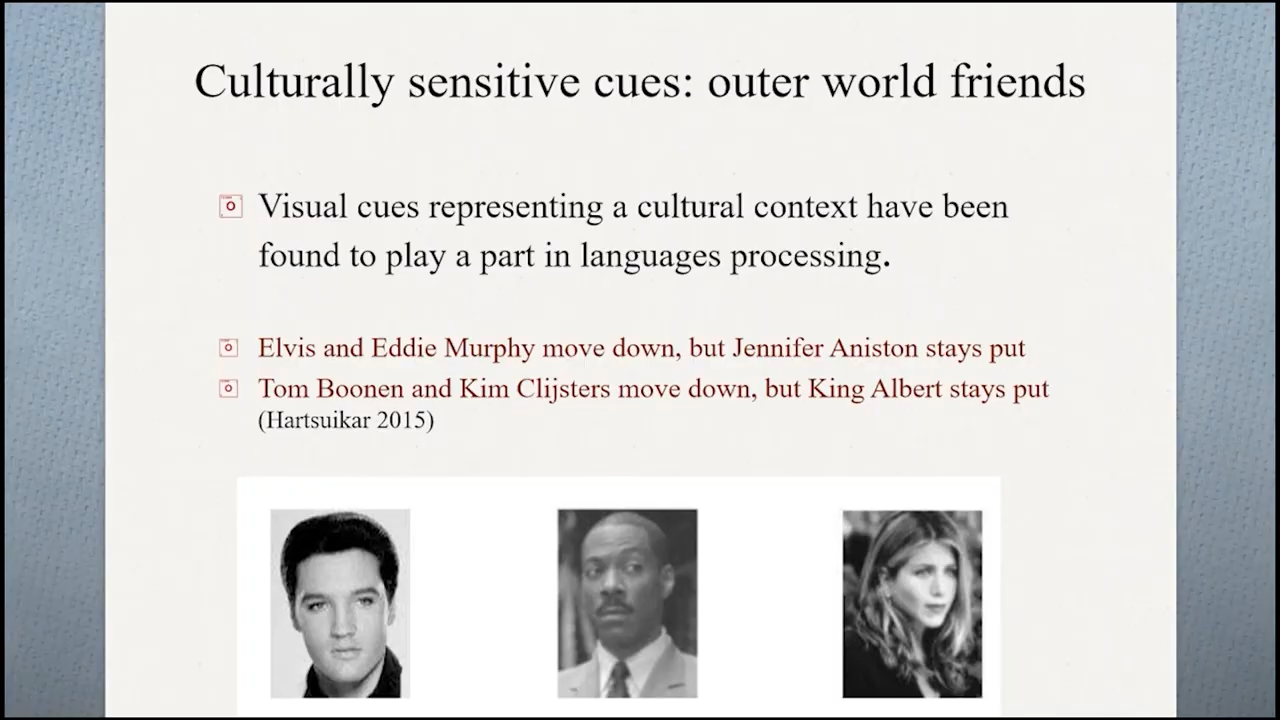 Culturally sensitive cues: outer world friends
Visual cues representing a cultural context have been
found to play a part in languages processing.
Elvis and Eddie Murphy move down, but Jennifer Aniston stays put
Tom Boonen and Kim Clijsters move down, but King Albert stays put
(Hartsuikar 2015)